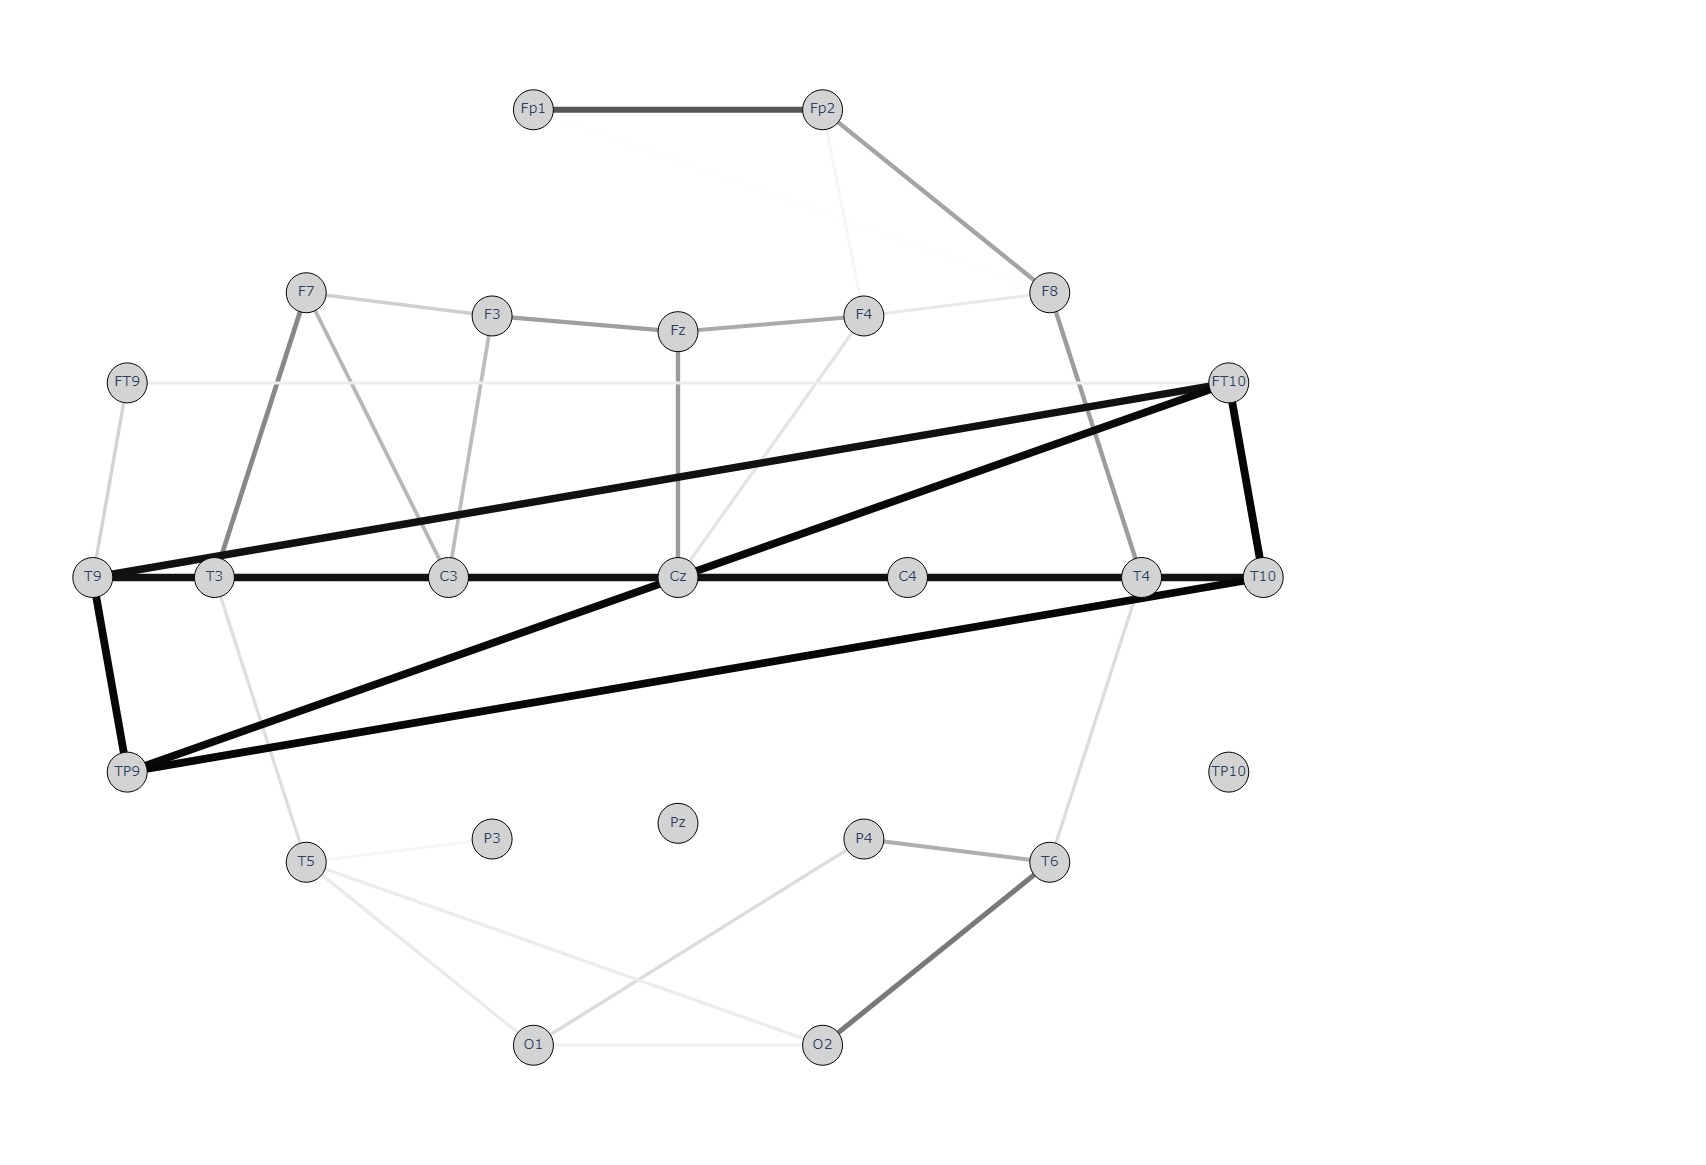 Fp1 Fp2
F7 F3 Fz F4 F8
FT9 FT10
T9 T3 C3 Cz C4 T4 T10
TP9 TP10
T5 P3 Pz P4 T6
O1 O2